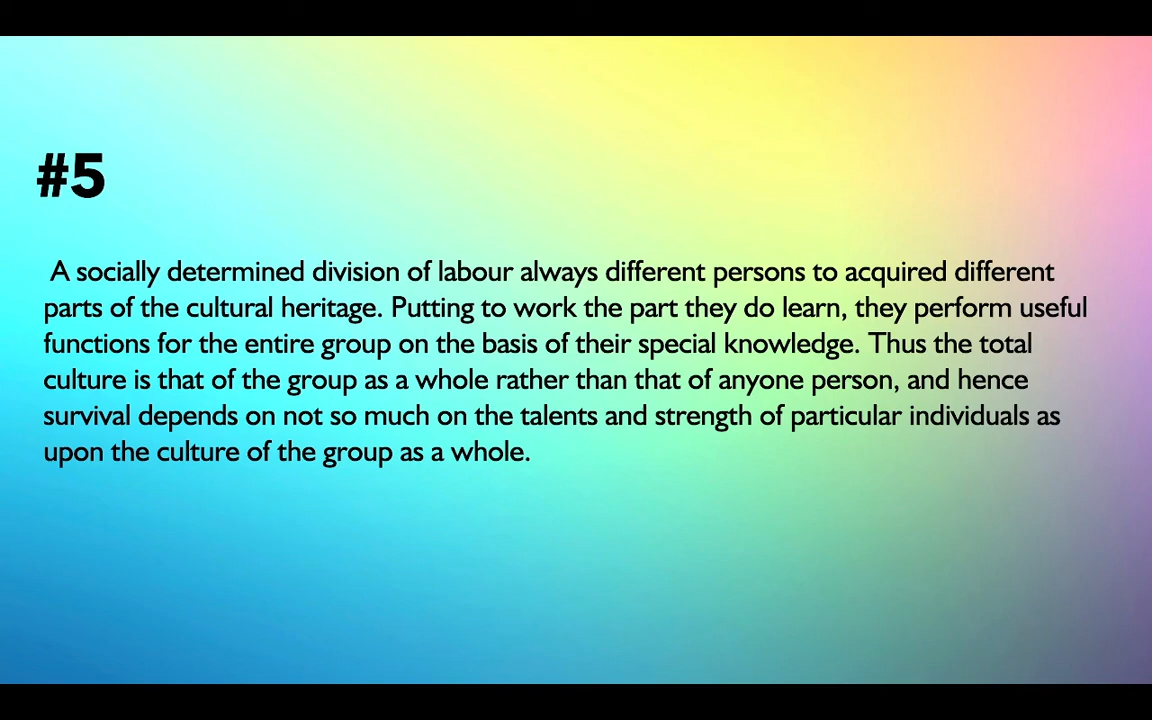 #5
A socially determined division of labour always different persons to acquired different
parts of the cultural heritage. Putting to work the part they do learn, they perform useful
functions for the entire group on the basis of their special knowledge. Thus the total
culture is that of the group as a whole rather than that of anyone person, and hence
survival depends on not so much on the talents and strength of particular individuals as
upon the culture of the group as a whole.